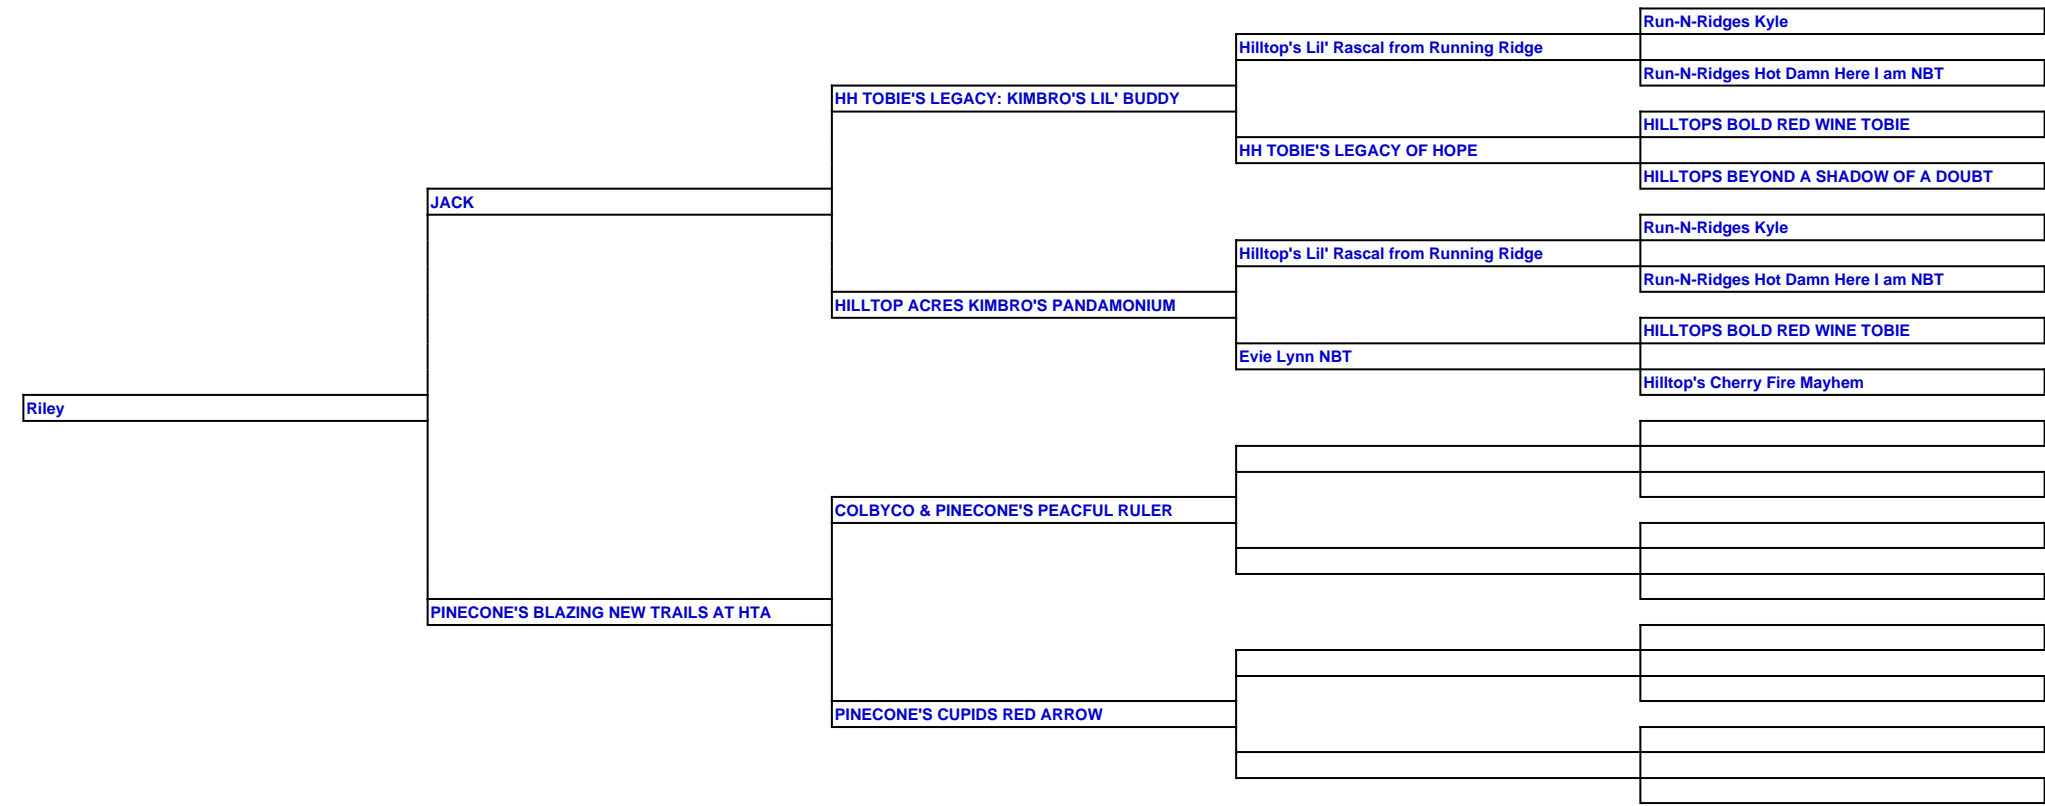 Run-N-Ridges Kyle
Hilltop's Lil' Rascal from Running Ridge
Run-N-Ridges Hot Damn Here I am NBT
HH TOBIE'S LEGACY: KIMBRO'S LIL' BUDDY
HILLTOPS BOLD RED WINE TOBIE
HH TOBIE'S LEGACY OF HOPE
HILLTOPS BEYOND A SHADOW OF A DOUBT
JACK
Run-N-Ridges Kyle
Hilltop's Lil' Rascal from Running Ridge
Run-N-Ridges Hot Damn Here I am NBT
HILLTOP ACRES KIMBRO'S PANDAMONIUM
HILLTOPS BOLD RED WINE TOBIE
Evie Lynn NBT
Hilltop's Cherry Fire Mayhem
Riley
COLBYCO & PINECONE'S PEACFUL RULER
PINECONE'S BLAZING NEW TRAILS AT HTA
PINECONE'S CUPIDS RED ARROW